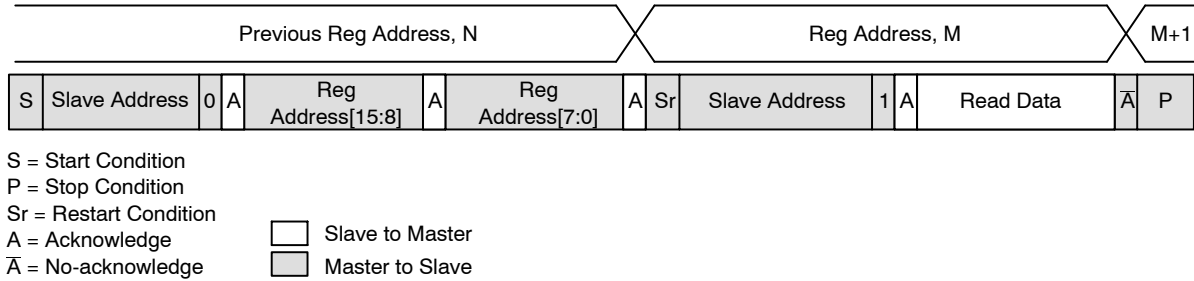 Previous Reg Address, N Reg Address, M M+1
S Slave Address 0 A Reg Address[15:8] A Reg Address[7:0] A Sr Slave Address 1 A Read Data A̅ P
S = Start Condition
P = Stop Condition
Sr = Restart Condition
A = Acknowledge
A̅ = No-acknowledge
Slave to Master
Master to Slave